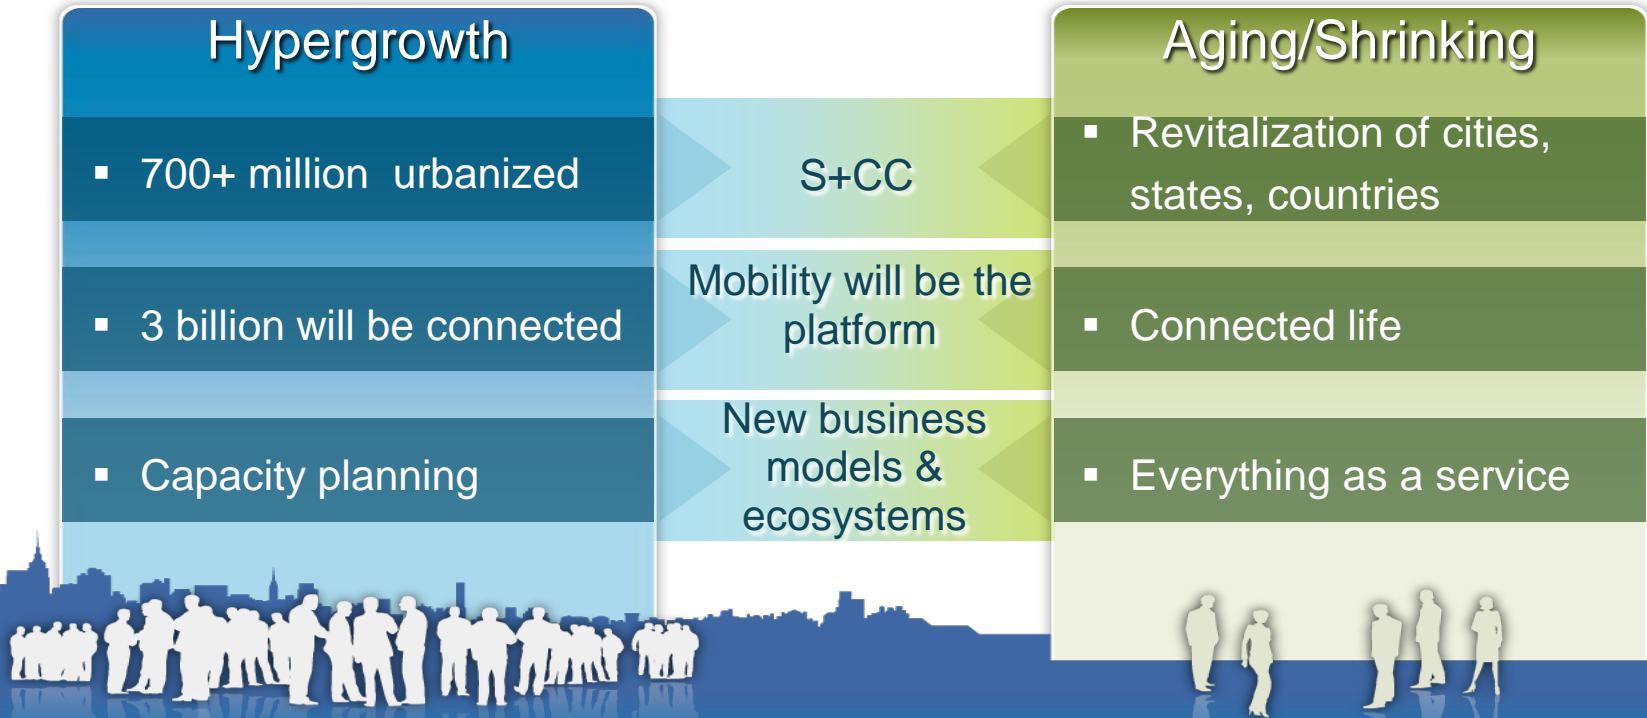 Hypergrowth
▪ 700+ million  urbanized
▪ 3 billion will be connected
▪ Capacity planning
S+CC
Mobility will be the
platform
New business
models &
ecosystems
Aging/Shrinking
▪ Revitalization of cities,
states, countries
▪ Connected life
▪ Everything as a service